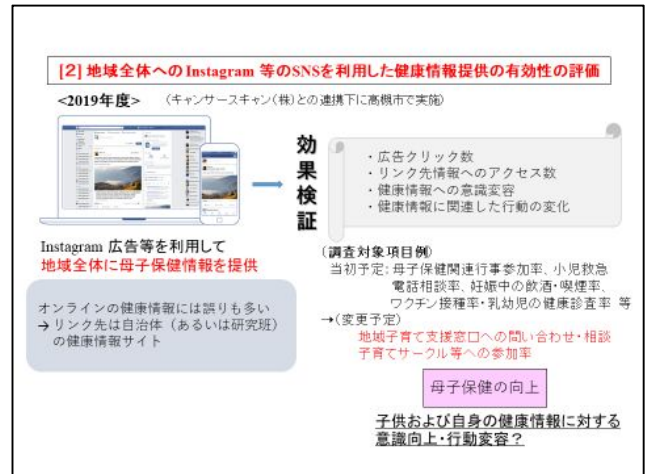 [2] 地域全体へのInstagram 等のSNSを利用した健康情報提供の有効性の評価
<2019年度> (キャンサースキャン(株)との連携下に高槻市で実施)
効果検証
・広告クリック数
・リンク先情報へのアクセス数
・健康情報への意識変容
・健康情報に関連した行動の変化
Instagram 広告等を利用して
地域全体に母子保健情報を提供
オンラインの健康情報には誤りも多い
→ リンク先は自治体（あるいは研究班）
の健康情報サイト
(調査対象項目例)
当初予定: 母子保健関連行事参加率、小児救急
電話相談率、妊娠中の飲酒・喫煙率、
ワクチン接種率・乳幼児の健康診査率 等
→(変更予定)
地域子育て支援窓口への問い合わせ・相談
子育てサークル等への参加率
母子保健の向上
子供および自身の健康情報に対する
意識向上・行動変容？